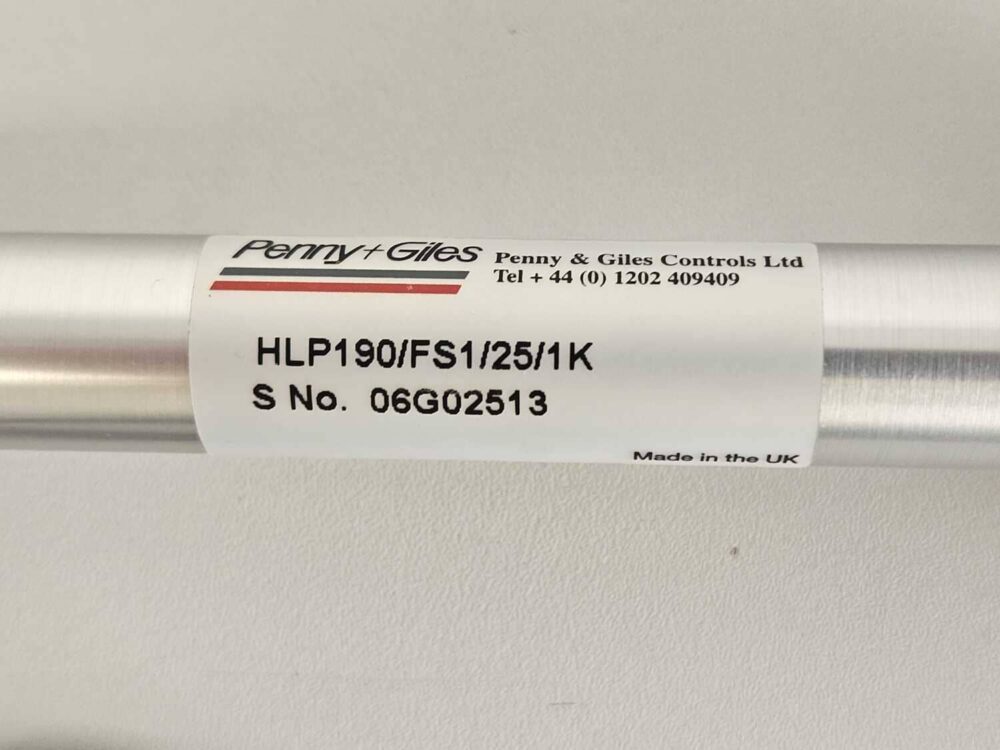 Penny+Giles
Penny & Giles Controls Ltd
Tel + 44 (0) 1202 409409
HLP190/FS1/25/1K
S No. 06G02513
Made in the UK